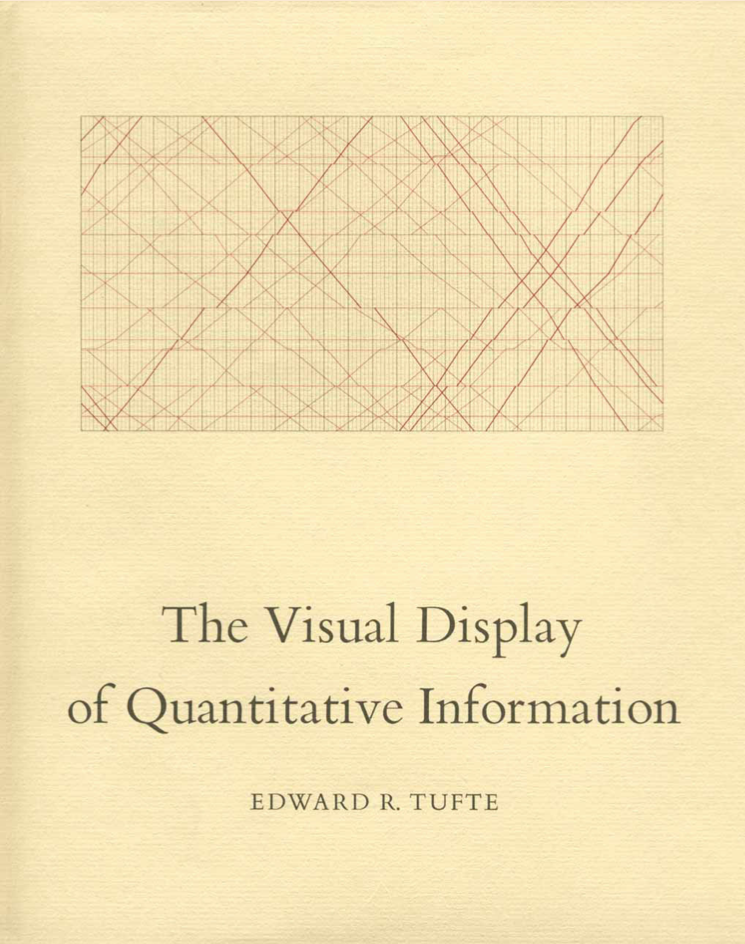 The Visual Display
of Quantitative Information
EDWARD R. TUFTE